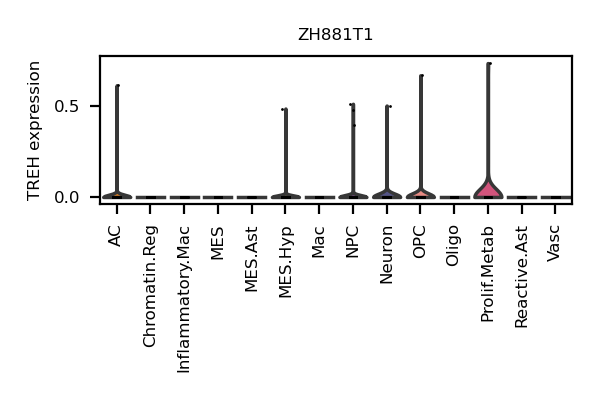 ZH881T1
TREH expression
0.5
0.0
AC
Chromatin.Reg
Inflammatory.Mac
MES
MES.Ast
MES.Hyp
Mac
NPC
Neuron
OPC
Oligo
Prolif.Metab
Reactive.Ast
Vasc